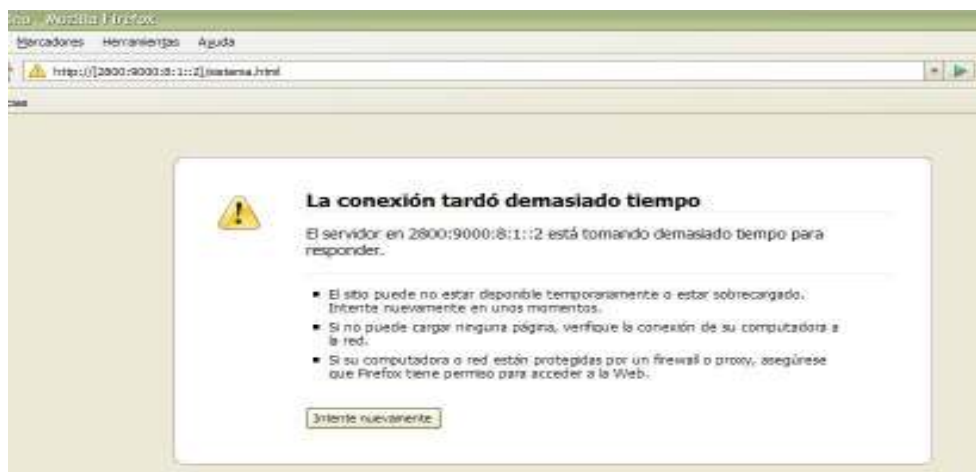 Mozilla Firefox
Marcadores Herramientas Ayuda
http://[2800:9000:8:1::2]/sistema.html
La conexión tardó demasiado tiempo
El servidor en 2800:9000:8:1::2 está tomando demasiado tiempo para
responder.
El sitio puede no estar disponible temporariamente o estar sobrecargado.
Intente nuevamente en unos momentos.
Si no puede cargar ninguna página, verifique la conexión de su computadora a
la red.
Si su computadora o red están protegidas por un firewall o proxy, asegúrese
que Firefox tiene permiso para acceder a la Web.
Intente nuevamente